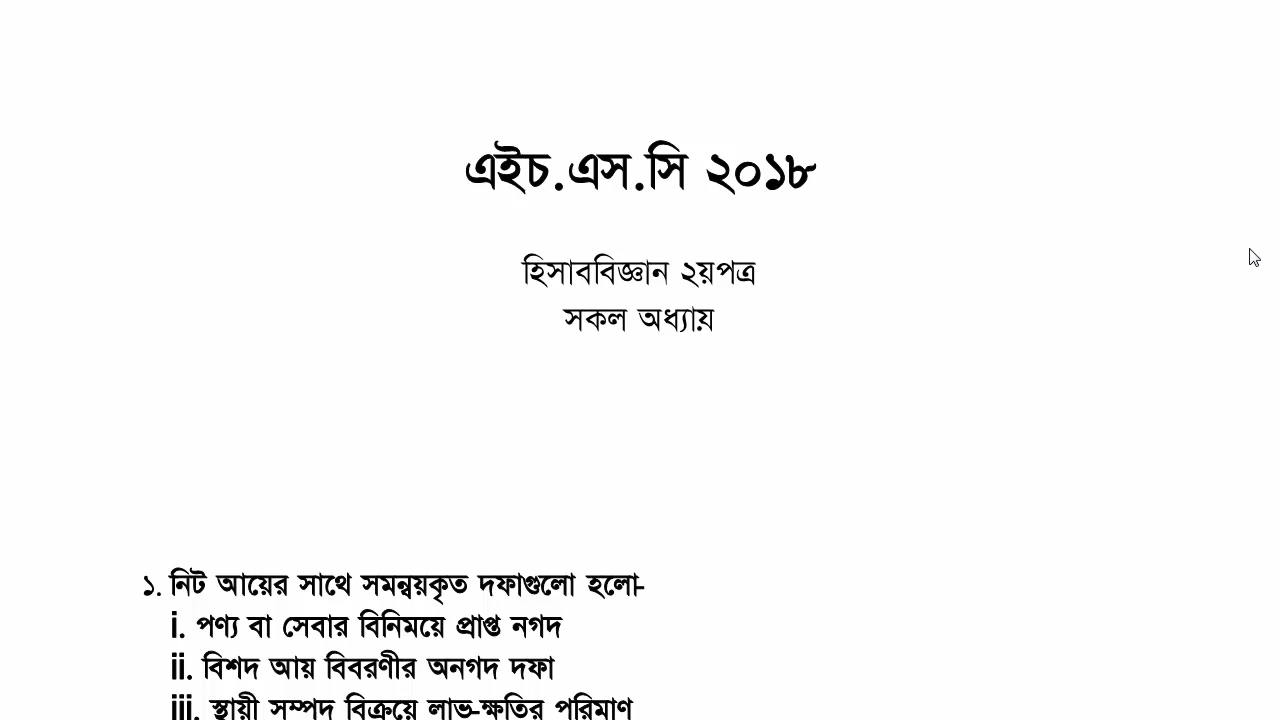 এইচ.এস.সি ২০১৮
হিসাববিজ্ঞান ২য়পত্র
সকল অধ্যায়
১. নিট আয়ের সাথে সমন্বয়কৃত দফাগুলো হলো-
i. পণ্য বা সেবার বিনিময়ে প্রাপ্ত নগদ
ii. বিশদ আয় বিবরণীর অনগদ দফা
iii. স্থায়ী সম্পদ বিক্রয়ে লাভ-ক্ষতির পরিমাণ